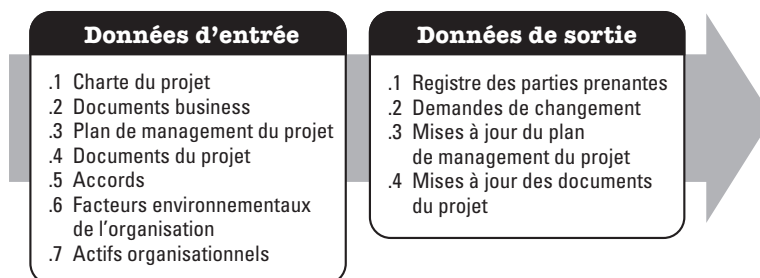 Données d’entrée
.1 Charte du projet
.2 Documents business
.3 Plan de management du projet
.4 Documents du projet
.5 Accords
.6 Facteurs environnementaux
de l’organisation
.7 Actifs organisationnels
Données de sortie
.1 Registre des parties prenantes
.2 Demandes de changement
.3 Mises à jour du plan
de management du projet
.4 Mises à jour des documents
du projet